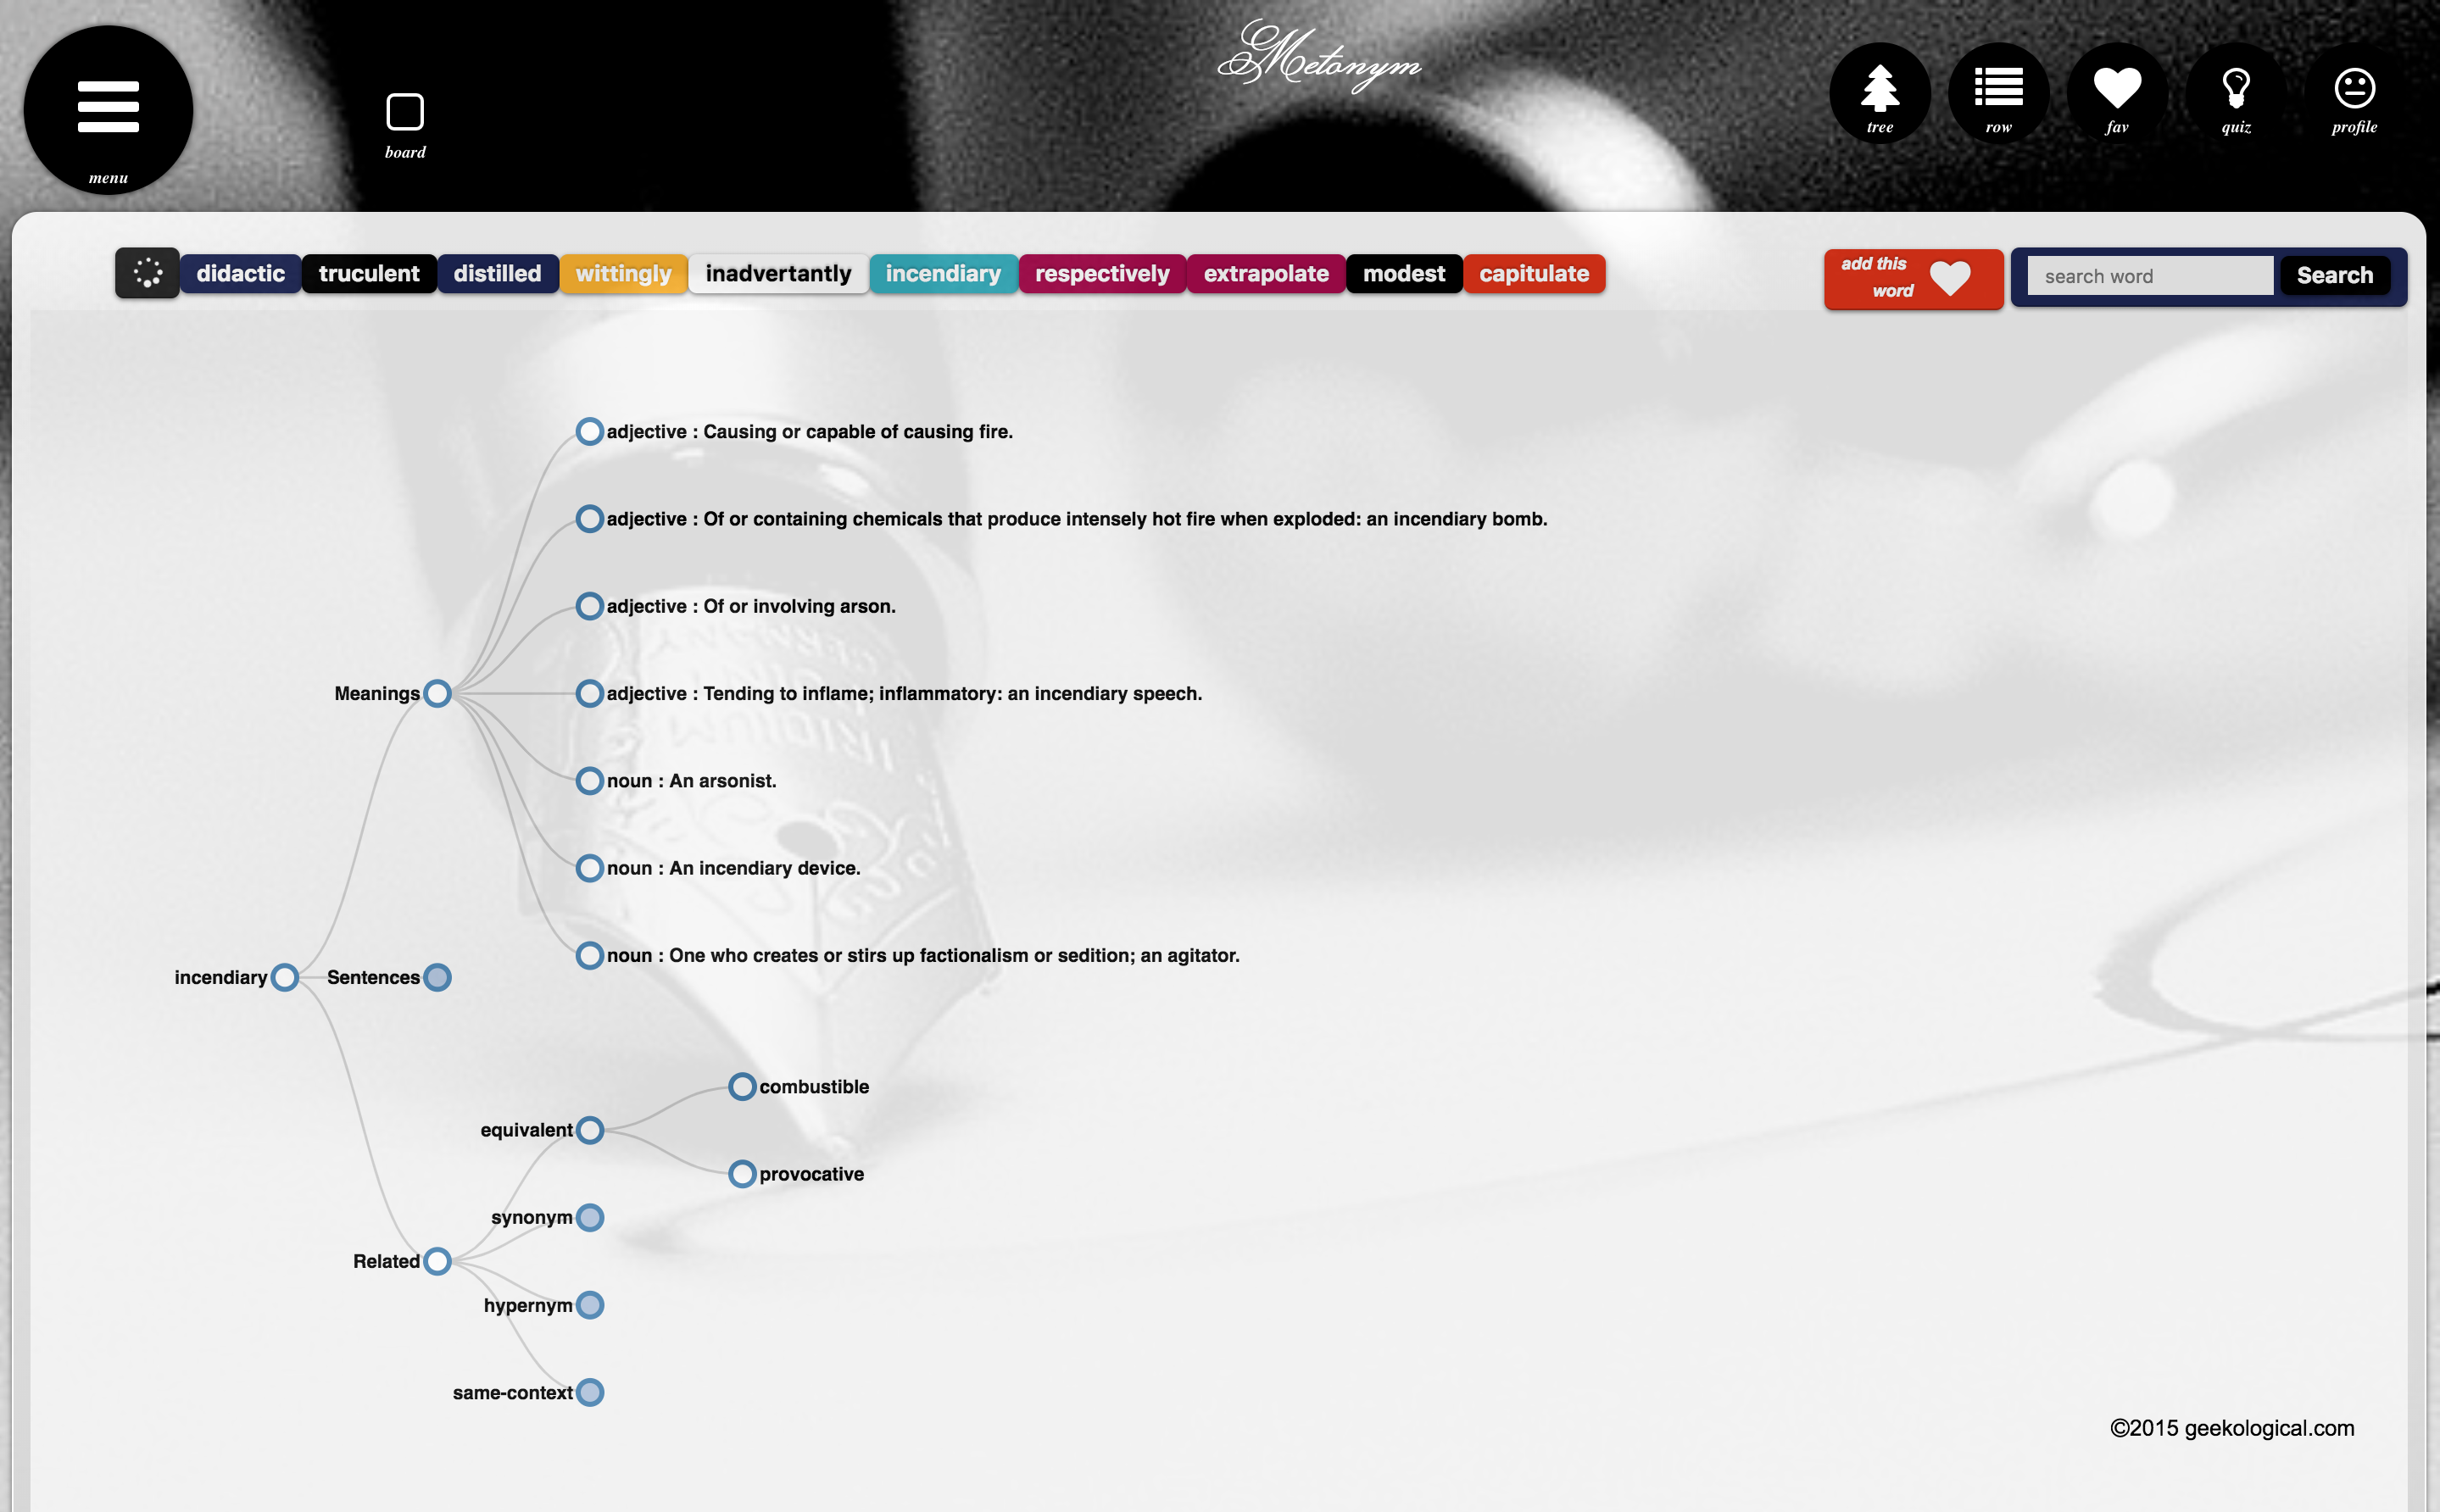 Metonym
menu
board
tree
row
fav
quiz
profile
didactic truculent distilled wittingly inadvertantly incendiary respectively extrapolate modest capitulate
add this
word
search word
Search
adjective : Causing or capable of causing fire.
adjective : Of or containing chemicals that produce intensely hot fire when exploded: an incendiary bomb.
adjective : Of or involving arson.
Meanings
adjective : Tending to inflame; inflammatory: an incendiary speech.
noun : An arsonist.
noun : An incendiary device.
noun : One who creates or stirs up factionalism or sedition; an agitator.
incendiary
Sentences
combustible
equivalent
provocative
synonym
Related
hypernym
same-context
©2015 geekological.com
IRIDIUM